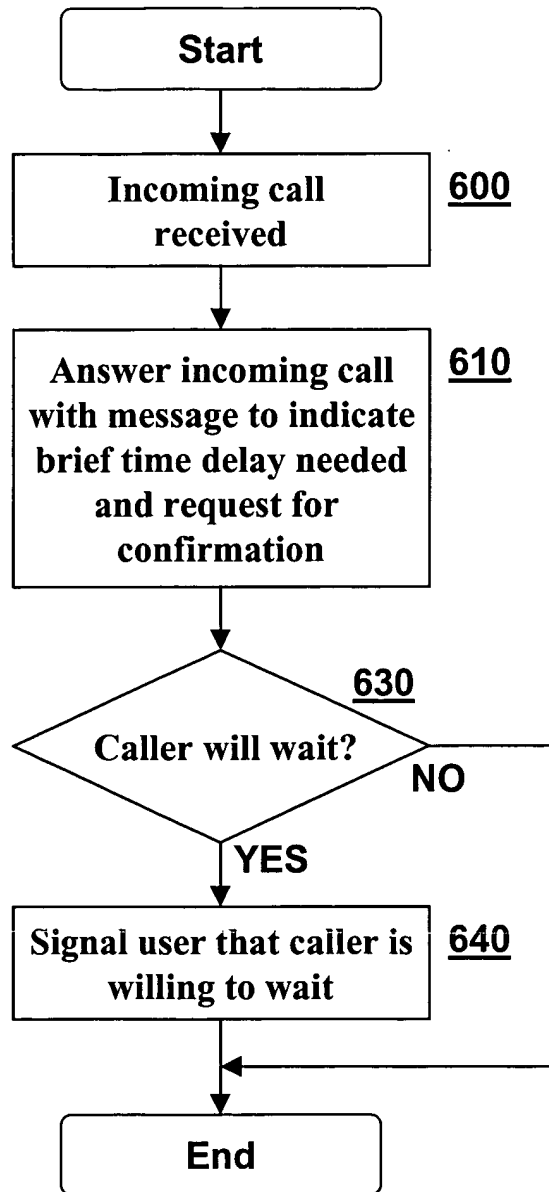 Start
Incoming call
received
600
Answer incoming call
with message to indicate
brief time delay needed
and request for
confirmation
610
630
Caller will wait?
NO
YES
Signal user that caller is
willing to wait
640
End